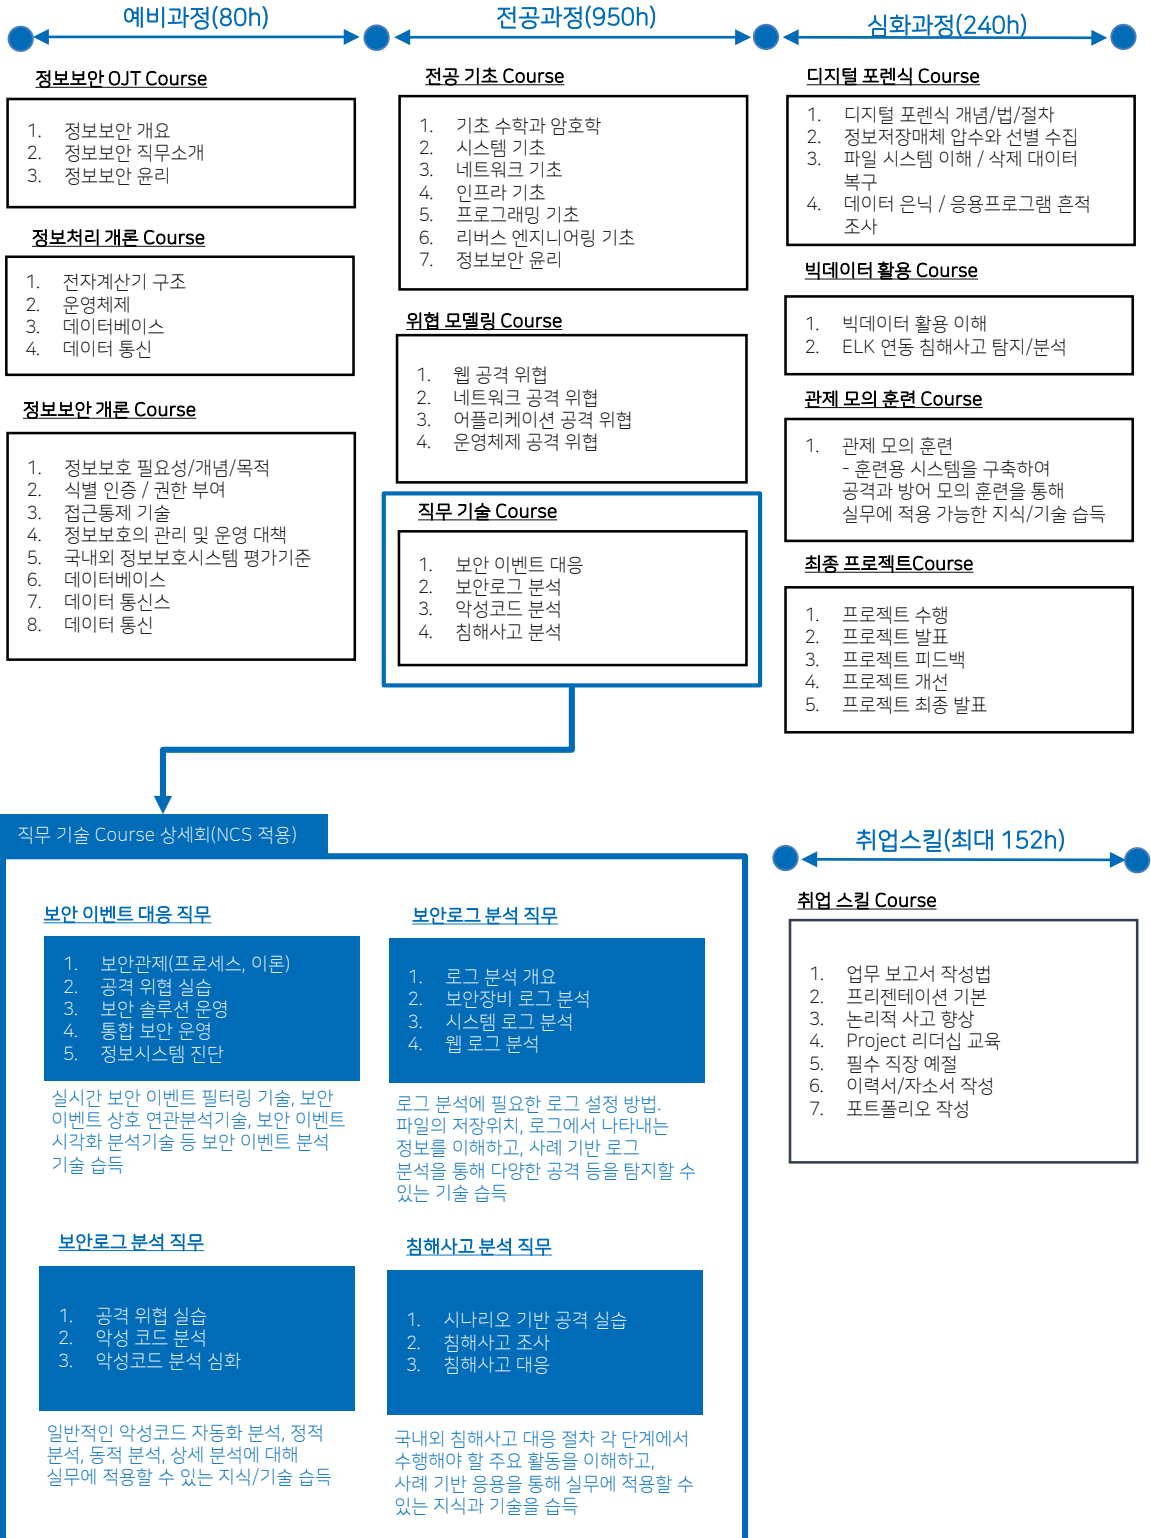 예비과정(80h)
정보보안 OJT Course
1. 정보보안 개요
2. 정보보안 직무소개
3. 정보보안 윤리
정보처리 개론 Course
1. 전자계산기 구조
2. 운영체제
3. 데이터베이스
4. 데이터 통신
정보보안 개론 Course
1. 정보보호 필요성/개념/목적
2. 식별 인증 / 권한 부여
3. 접근통제 기술
4. 정보보호의 관리 및 운영 대책
5. 국내외 정보보호시스템 평가기준
6. 데이터베이스
7. 데이터 통신스
8. 데이터 통신
전공과정(950h)
전공 기초 Course
1. 기초 수학과 암호학
2. 시스템 기초
3. 네트워크 기초
4. 인프라 기초
5. 프로그래밍 기초
6. 리버스 엔지니어링 기초
7. 정보보안 윤리
위협 모델링 Course
1. 웹 공격 위협
2. 네트워크 공격 위협
3. 어플리케이션 공격 위협
4. 운영체제 공격 위협
직무 기술 Course
1. 보안 이벤트 대응
2. 보안로그 분석
3. 악성코드 분석
4. 침해사고 분석
심화과정(240h)
디지털 포렌식 Course
1. 디지털 포렌식 개념/법/절차
2. 정보저장매체 압수와 선별 수집
3. 파일 시스템 이해 / 삭제 데이터
복구
4. 데이터 은닉 / 응용프로그램 흔적
조사
빅데이터 활용 Course
1. 빅데이터 활용 이해
2. ELK 연동 침해사고 탐지/분석
관제 모의 훈련 Course
1. 관제 모의 훈련
- 훈련용 시스템을 구축하여
공격과 방어 모의 훈련을 통해
실무에 적용 가능한 지식/기술 습득
최종 프로젝트Course
1. 프로젝트 수행
2. 프로젝트 발표
3. 프로젝트 피드백
4. 프로젝트 개선
5. 프로젝트 최종 발표
직무 기술 Course 상세회(NCS 적용)
보안 이벤트 대응 직무
1. 보안관제(프로세스, 이론)
2. 공격 위협 실습
3. 보안 솔루션 운영
4. 통합 보안 운영
5. 정보시스템 진단
실시간 보안 이벤트 필터링 기술, 보안
이벤트 상호 연관분석기술, 보안 이벤트
시각화 분석기술 등 보안 이벤트 분석
기술 습득
보안로그 분석 직무
1. 로그 분석 개요
2. 보안장비 로그 분석
3. 시스템 로그 분석
4. 웹 로그 분석
로그 분석에 필요한 로그 설정 방법.
파일의 저장위치, 로그에서 나타내는
정보를 이해하고, 사례 기반 로그
분석을 통해 다양한 공격 등을 탐지할 수
있는 기술 습득
보안로그 분석 직무
1. 공격 위협 실습
2. 악성 코드 분석
3. 악성코드 분석 심화
일반적인 악성코드 자동화 분석, 정적
분석, 동적 분석, 상세 분석에 대해
실무에 적용할 수 있는 지식/기술 습득
침해사고 분석 직무
1. 시나리오 기반 공격 실습
2. 침해사고 조사
3. 침해사고 대응
국내외 침해사고 대응 절차 각 단계에서
수행해야 할 주요 활동을 이해하고,
사례 기반 응용을 통해 실무에 적용할 수
있는 지식과 기술을 습득
취업스킬(최대 152h)
취업 스킬 Course
1. 업무 보고서 작성법
2. 프리젠테이션 기본
3. 논리적 사고 향상
4. Project 리더십 교육
5. 필수 직장 예절
6. 이력서/자소서 작성
7. 포트폴리오 작성